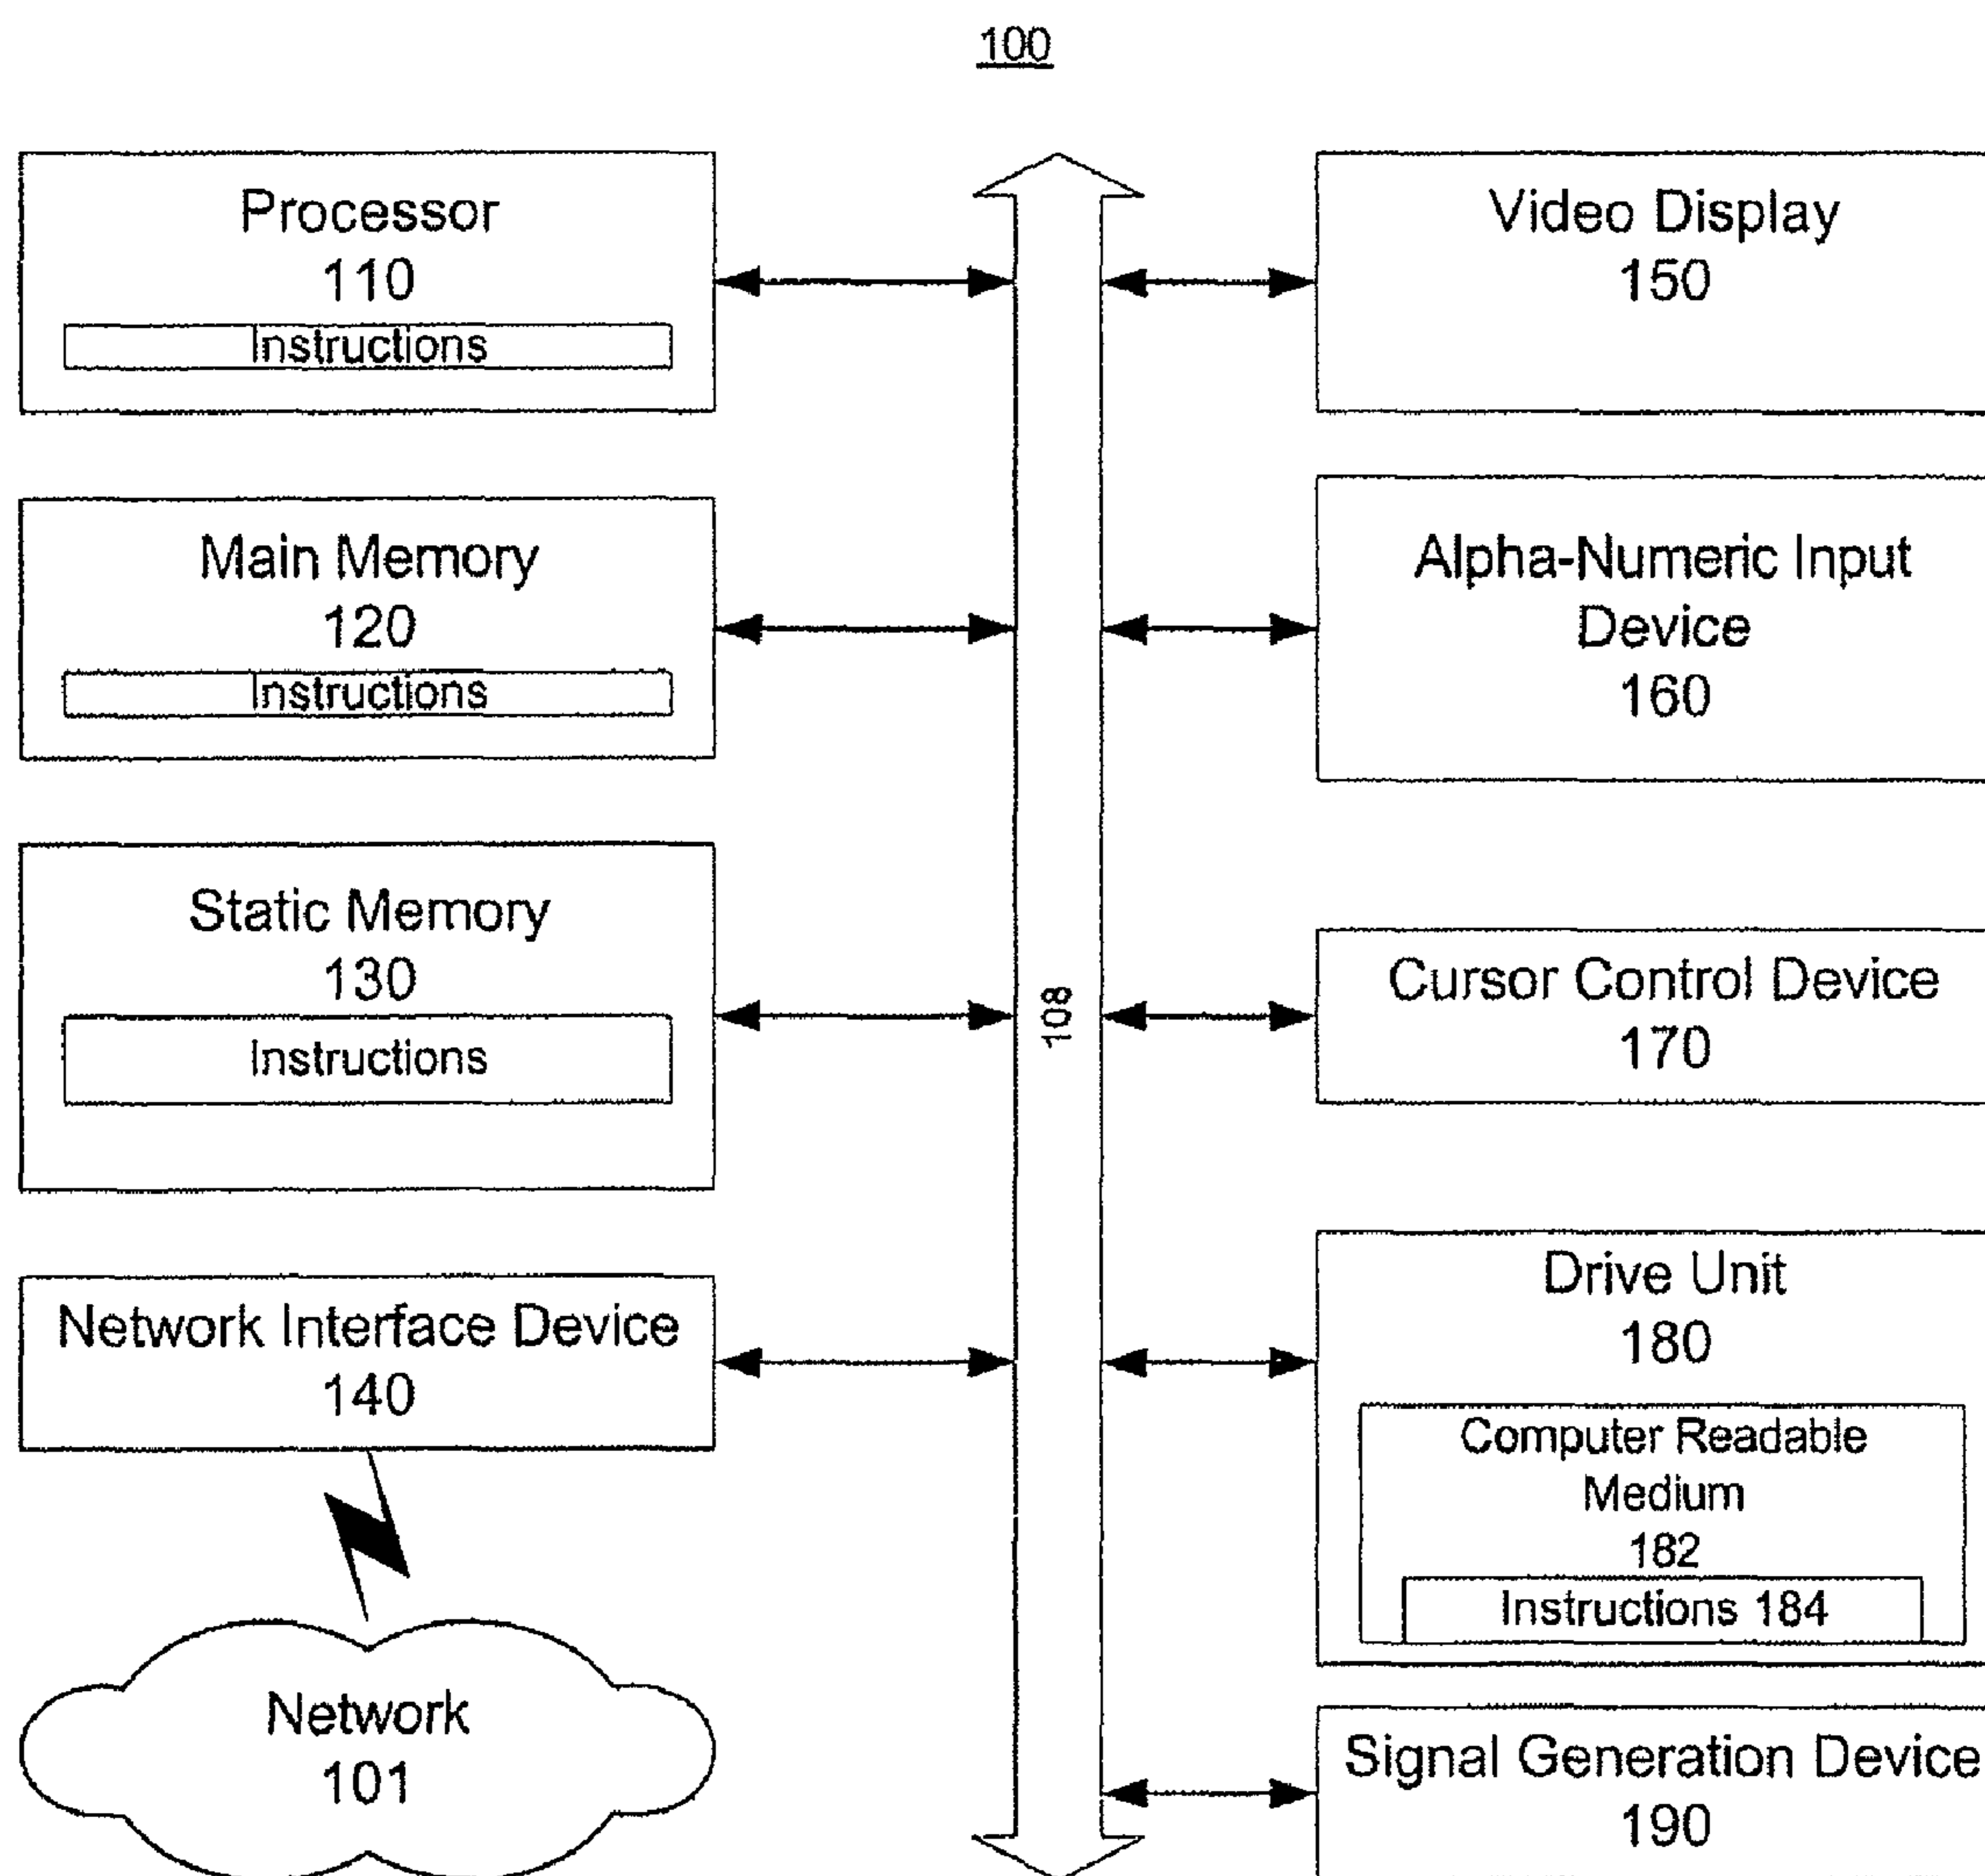 100
Processor
110
Instructions
Main Memory
120
Instructions
Static Memory
130
Instructions
Network Interface Device
140
Network
101
108
Video Display
150
Alpha-Numeric Input
Device
160
Cursor Control Device
170
Drive Unit
180
Computer Readable
Medium
182
Instructions 184
Signal Generation Device
190